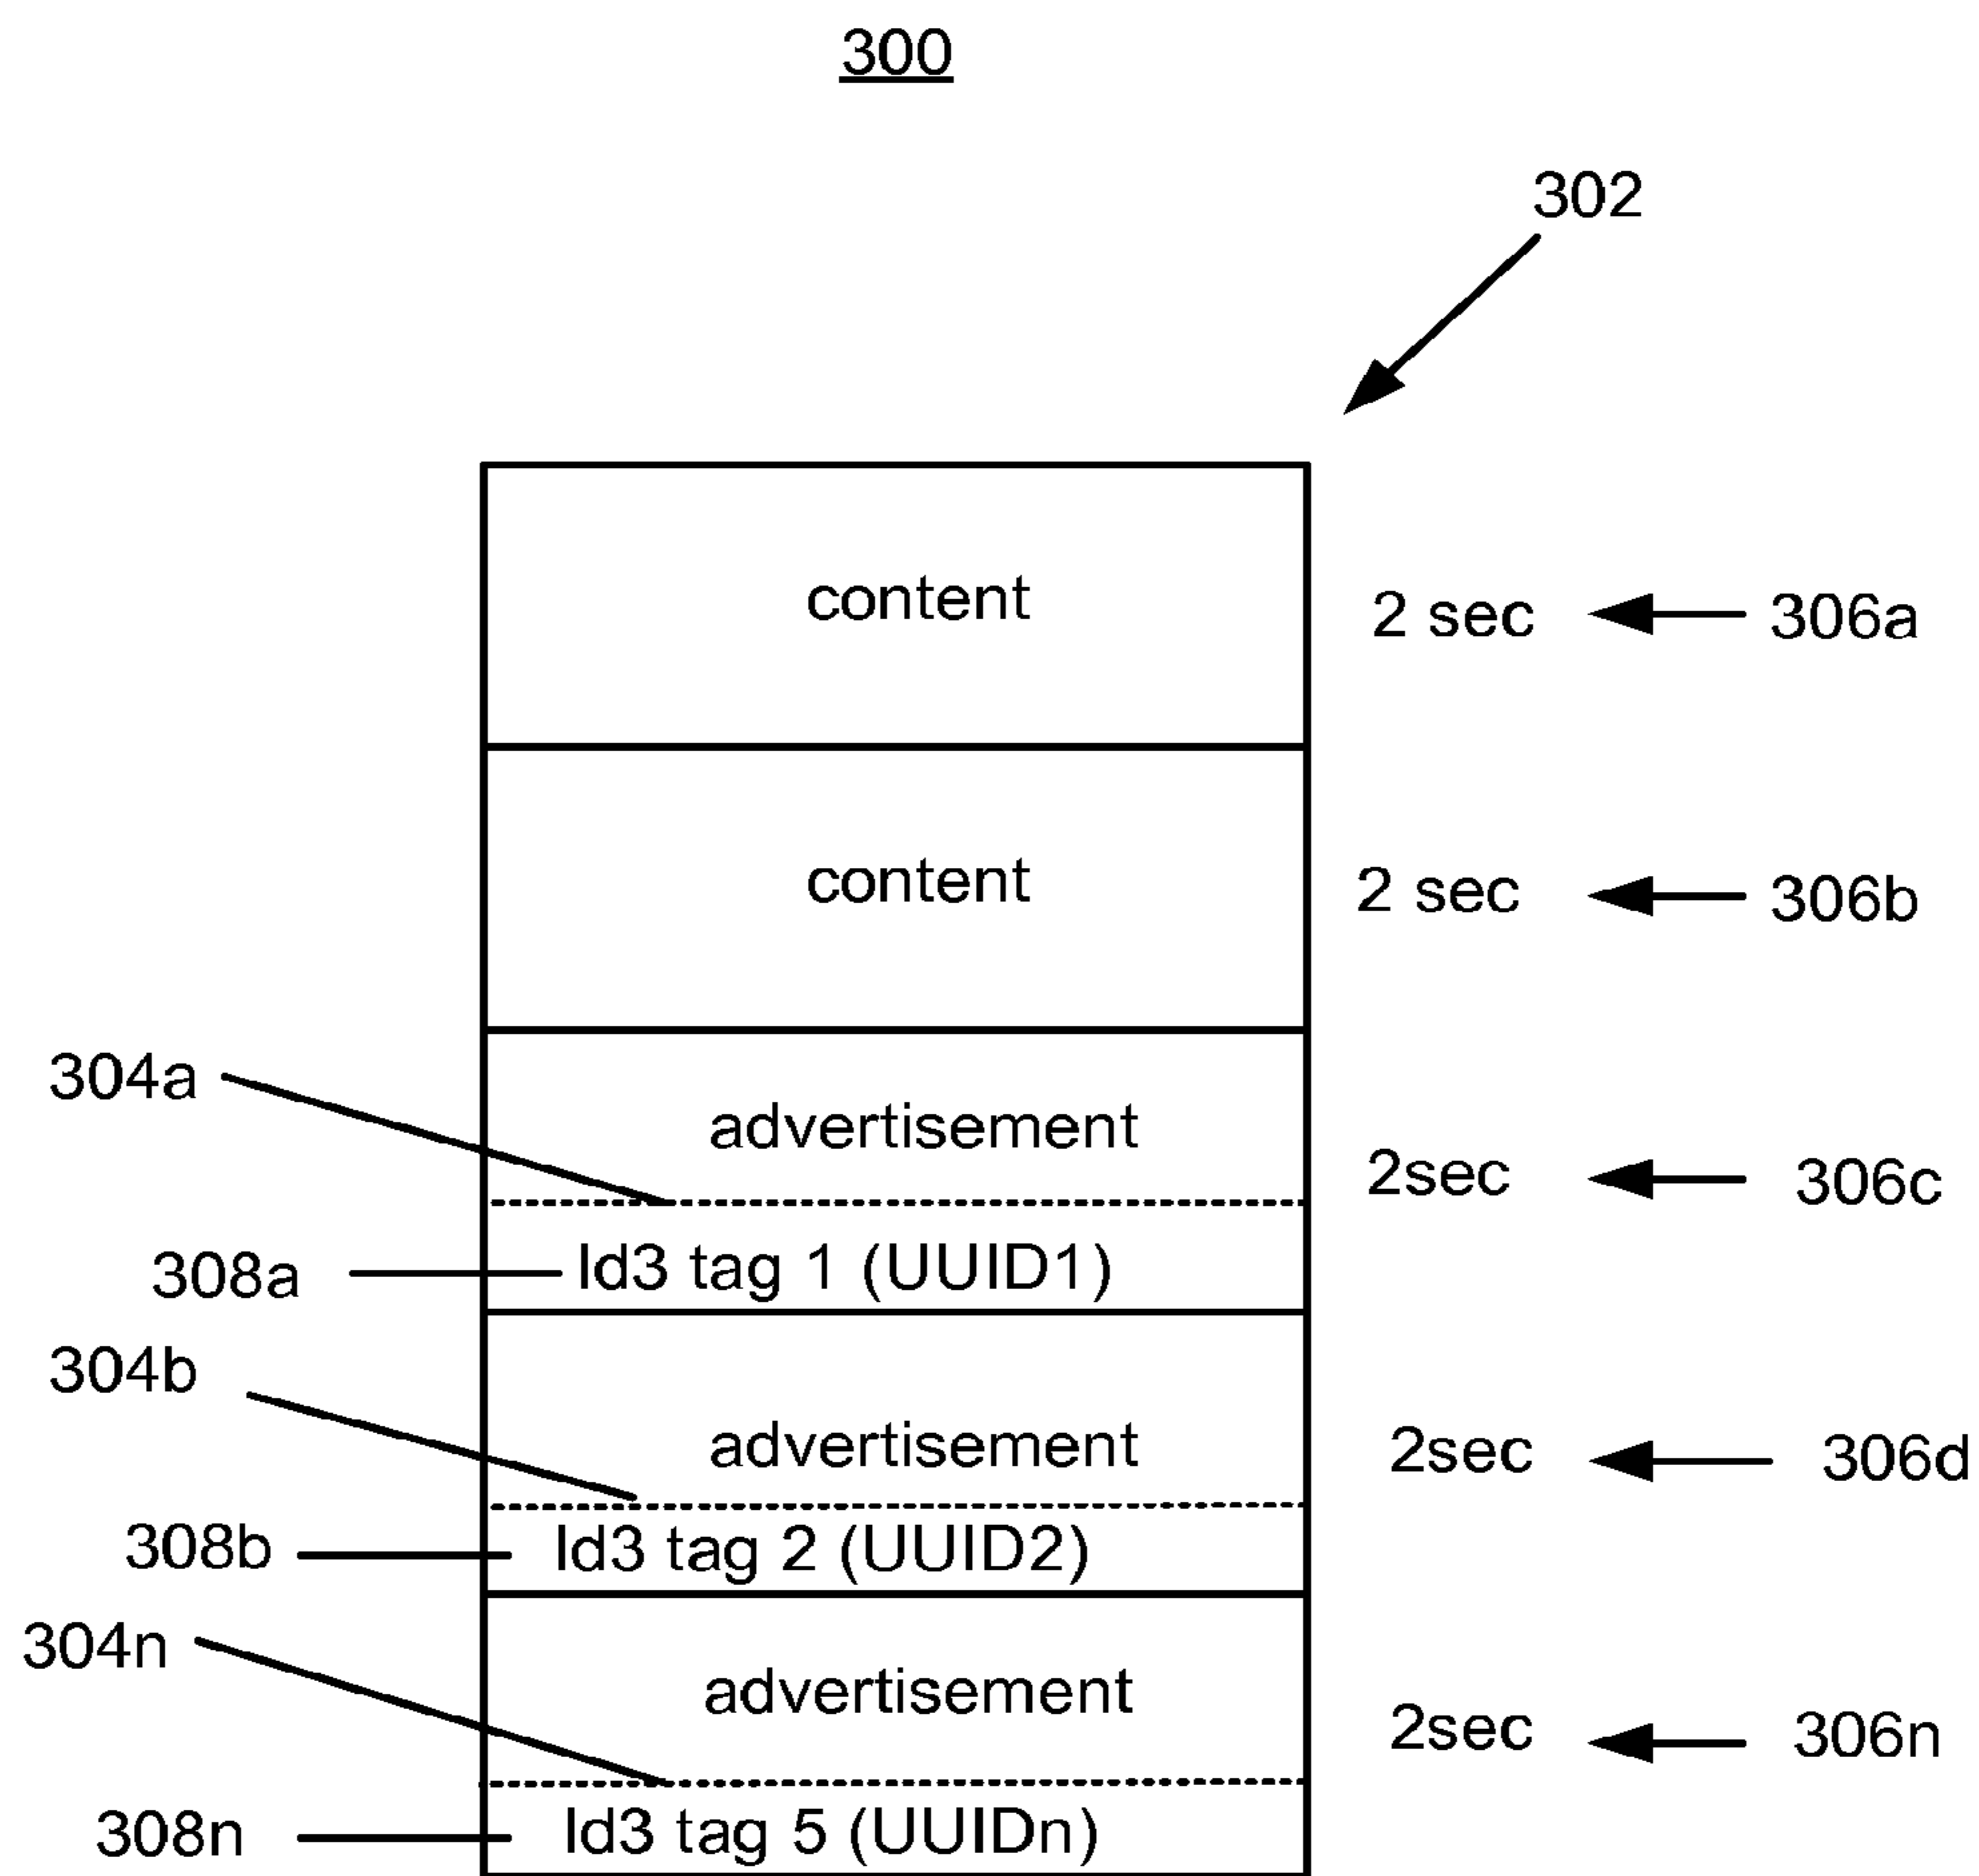 300
302
content 2 sec 306a
content 2 sec 306b
304a
advertisement
2sec 306c
308a Id3 tag 1 (UUID1)
304b
advertisement 2sec 306d
308b Id3 tag 2 (UUID2)
304n
advertisement
2sec 306n
308n Id3 tag 5 (UUIDn)